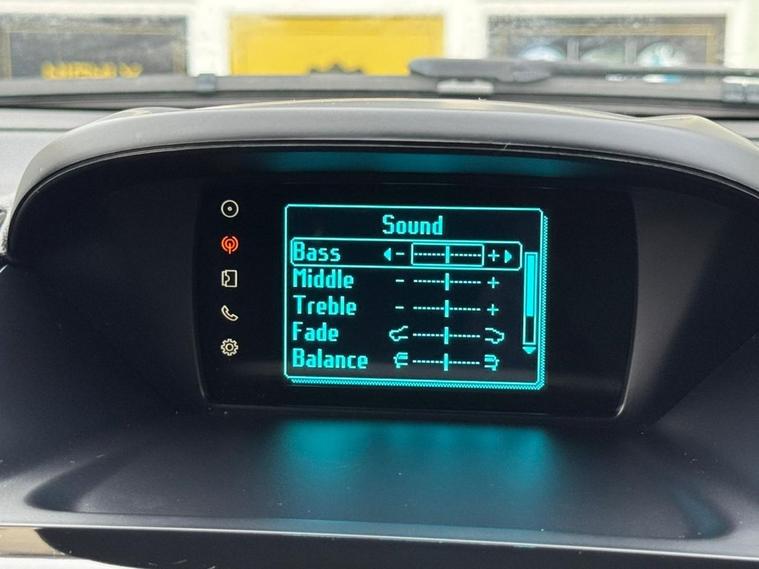 Sound
Bass - +
Middle - +
Treble - +
Fade
Balance